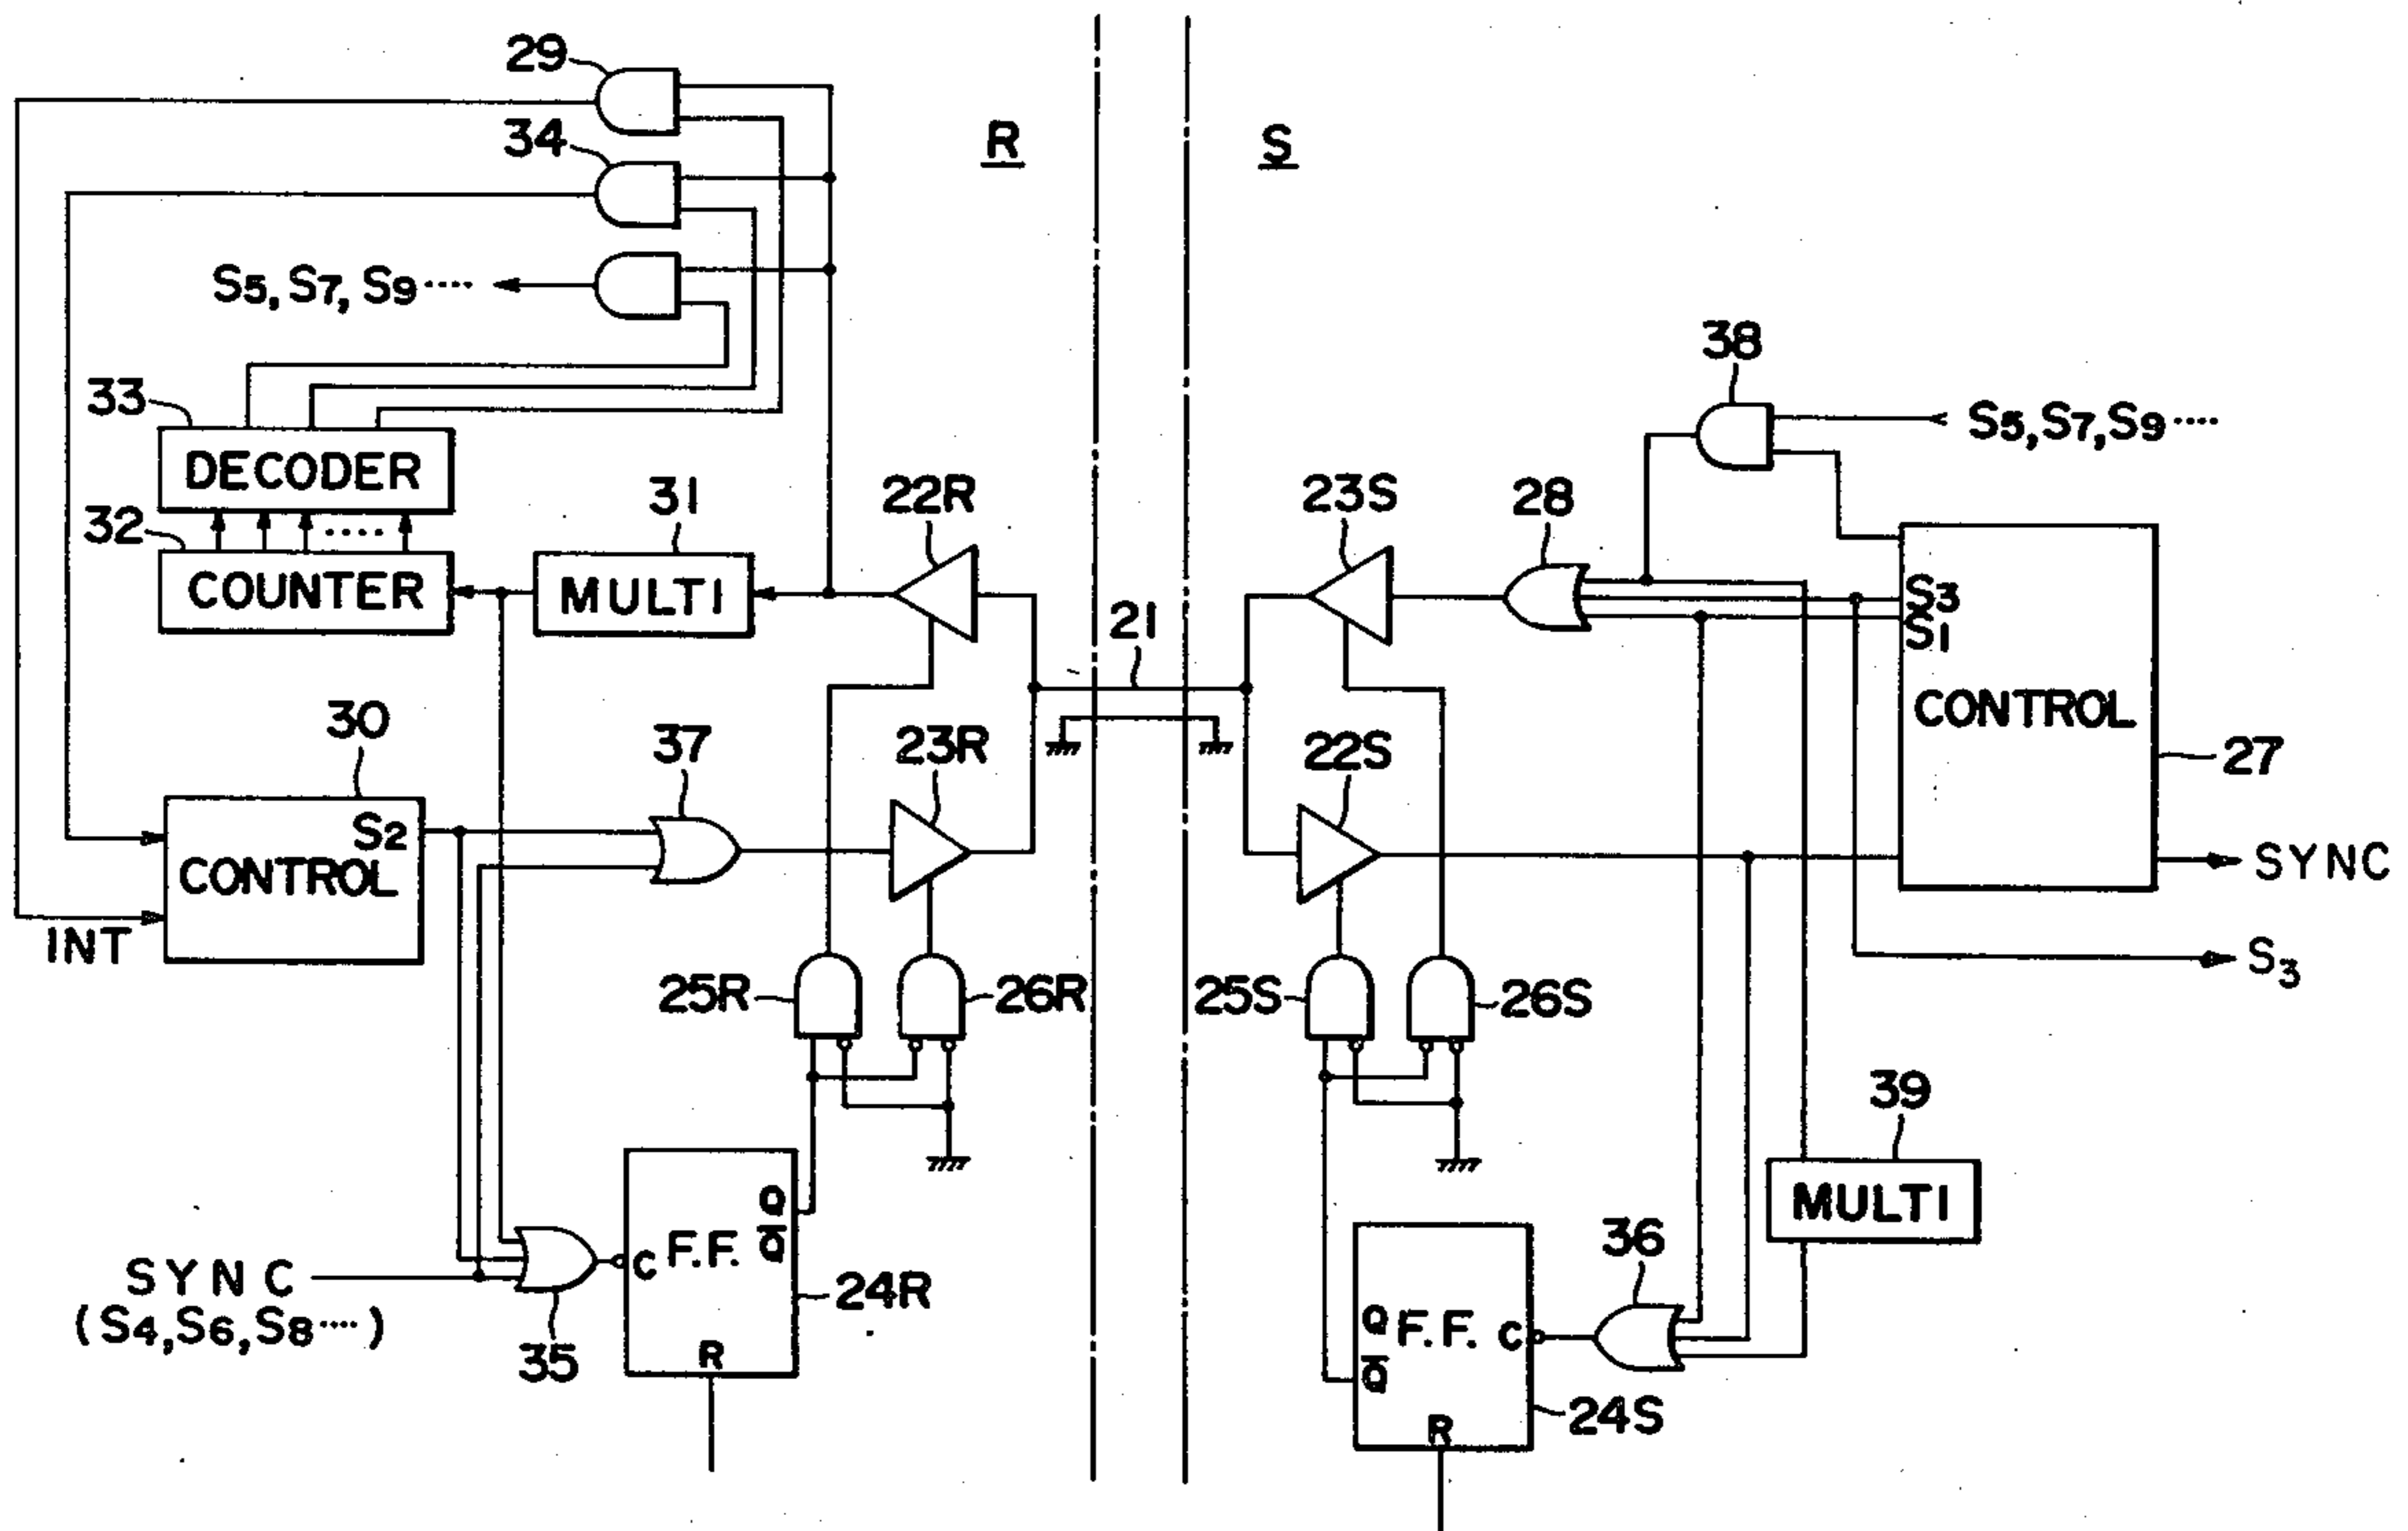 29
34
R
S
S5, S7, S9....
38
S5, S7, S9....
33
DECODER
31
22R
23S
28
32
COUNTER
MULTI
21
S3
S1
CONTROL
30
37
23R
22S
27
S2
CONTROL
SYNC
INT
S3
25R
26R
25S
26S
39
MULTI
Q
Q̅
C
F.F.
SYNC
(S4, S6, S8....)
24R
36
35
R
Q
F.F.
C
Q̅
24S
R